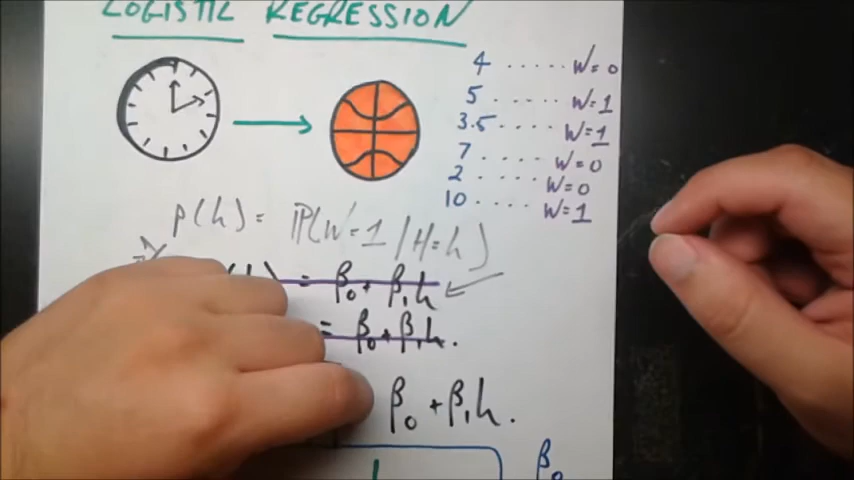 LOGISTIC REGRESSION
4 ..... W=0
5 ..... W=1
3.5 .... W=1
7 .... W=0
2 .... W=0
10 .... W=1
p(h) = ℙ(W=1/H=h)
= β₀ + β₁h
= β₀ + β₁h.
β₀ + β₁h.
β₀